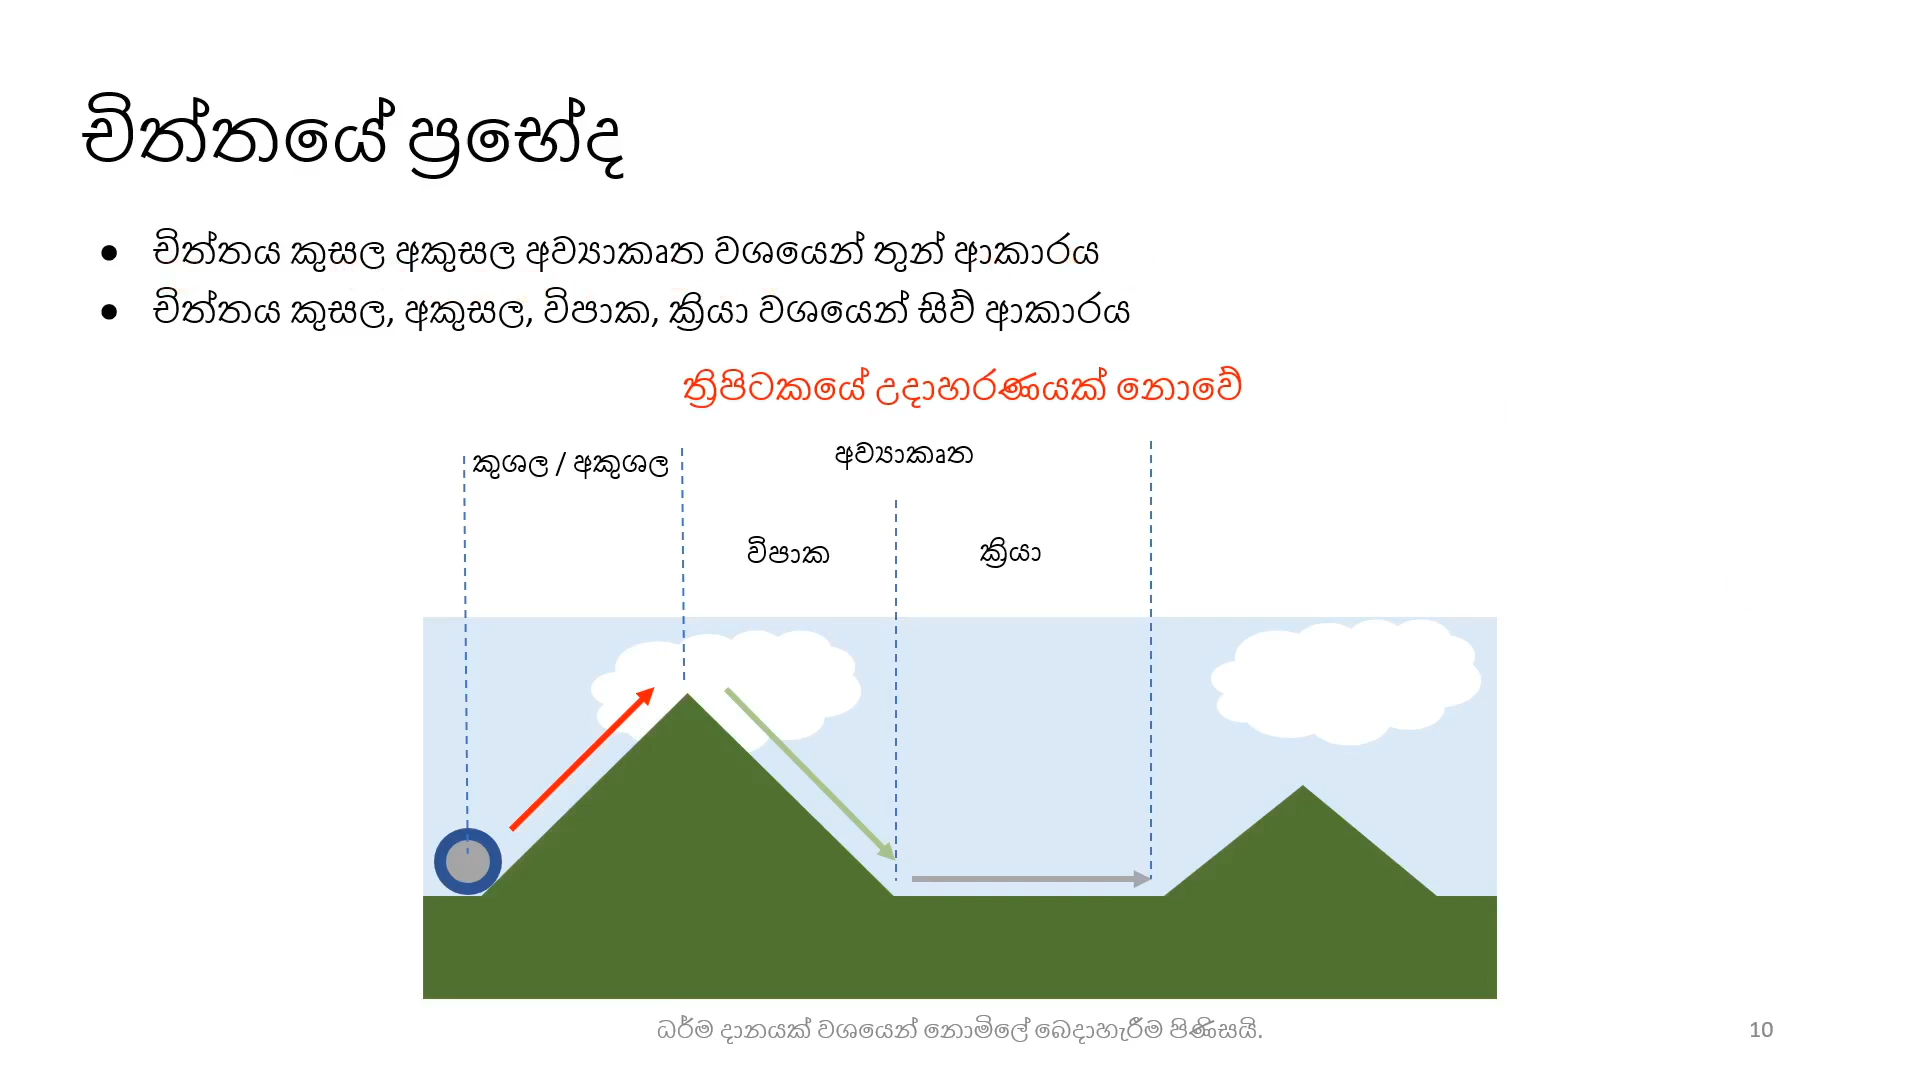 චිත්තයේ ප්‍රභේද
● චිත්තය කුසල අකුසල අව්‍යාකෘත වශයෙන් තුන් ආකාරය
● චිත්තය කුසල, අකුසල, විපාක, ක්‍රියා වශයෙන් සිව් ආකාරය
ත්‍රිපිටකයේ උදාහරණයක් නොවේ
කුශල / අකුශල
අව්‍යාකෘත
විපාක
ක්‍රියා
ධර්ම දානයක් වශයෙන් නොමිලේ බෙදාහැරීම පිණිසයි.
10